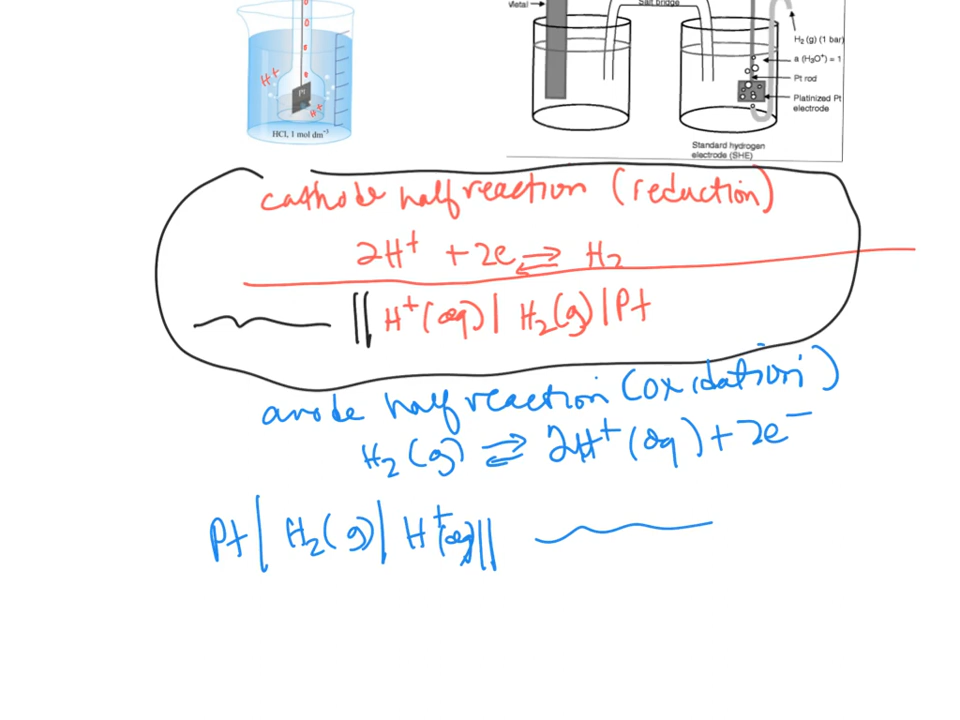 Metal
Salt bridge
H₂ (g) (1 bar)
a (H₃O⁺) = 1
Pt rod
Platinized Pt
electrode
Standard hydrogen
electrode (SHE)
H+
Pt
H+
HCl, 1 mol dm⁻³
cathode half reaction (reduction)
2H⁺ + 2e ⇌ H₂
|| H⁺(aq) | H₂(g) | Pt
anode half reaction (oxidation)
H₂(g) ⇌ 2H⁺(aq) + 2e⁻
Pt | H₂(g) | H⁺(aq) ||